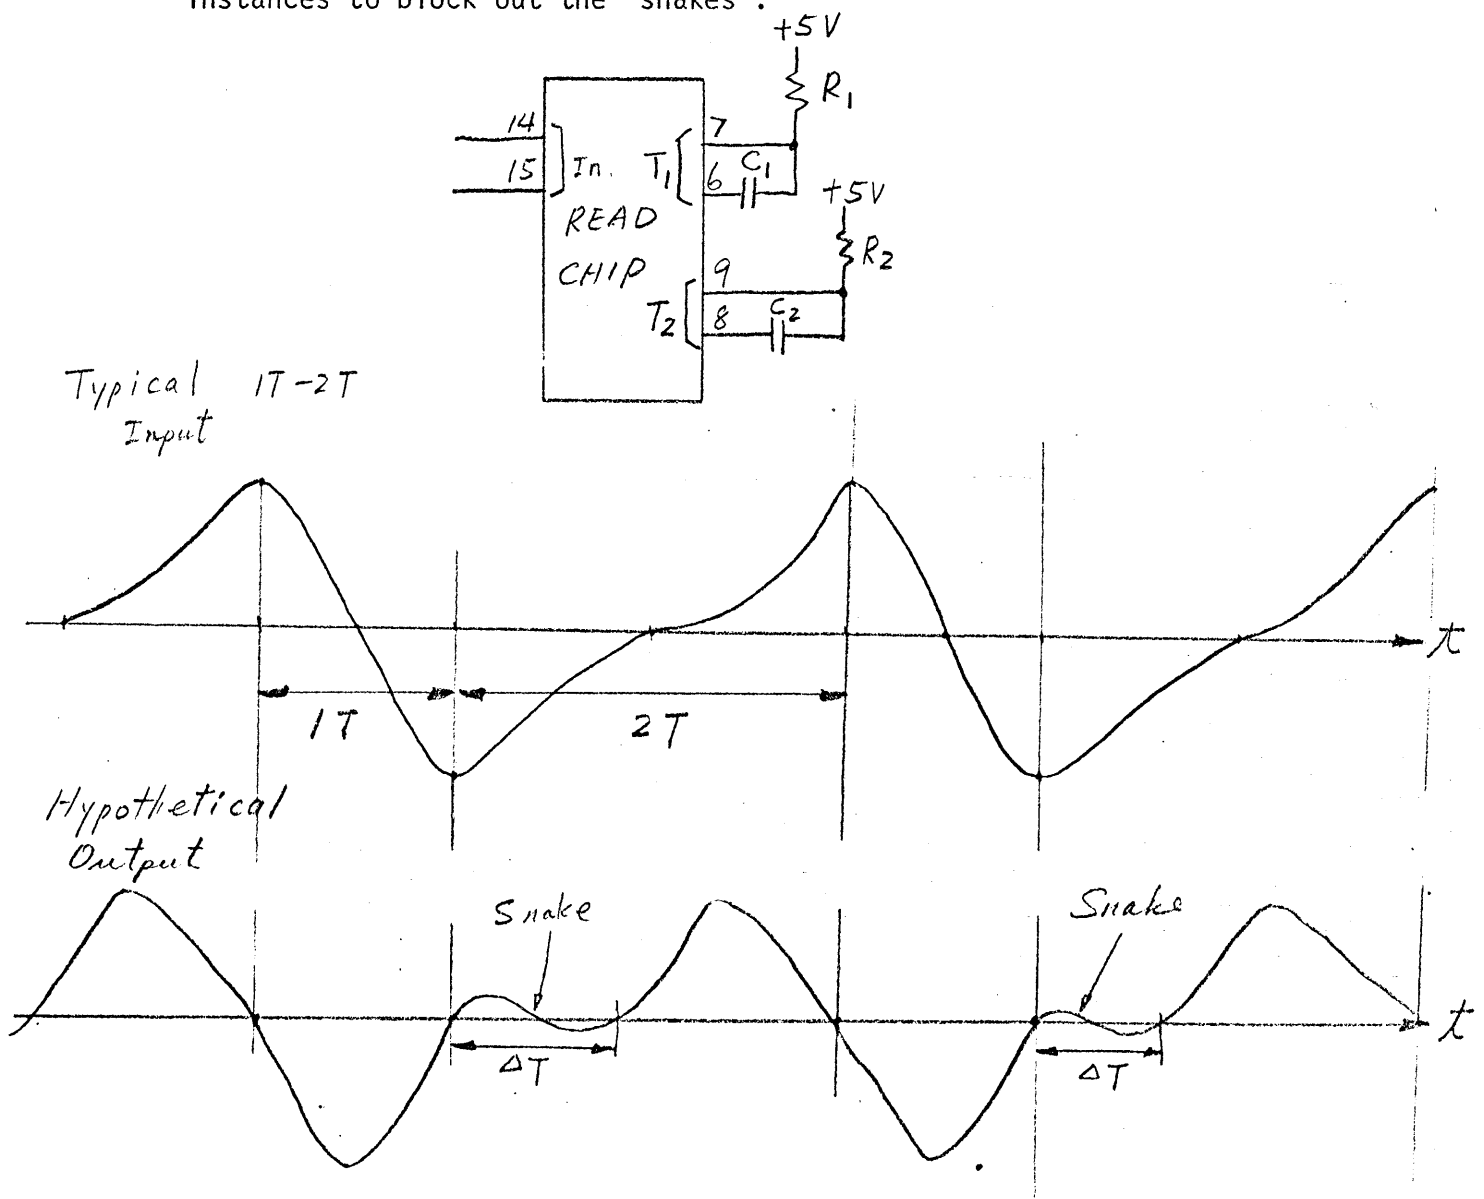 instances to block out the "snakes".
+5V
R1
14
7
15
In.
T1
6
C1
+5V
READ
R2
CHIP
9
T2
8
C2
Typical 1T-2T
Input
t
1T
2T
Hypothetical
Output
Snake
Snake
t
ΔT
ΔT